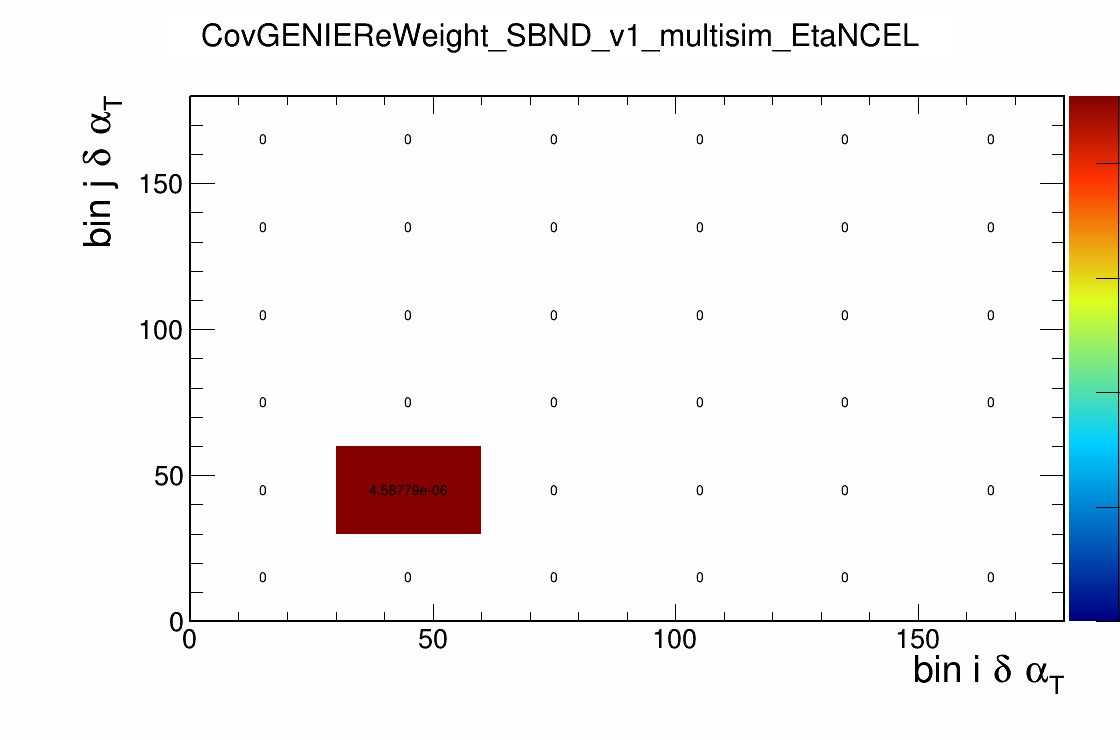 CovGENIEReWeight_SBND_v1_multisim_EtaNCEL
bin j δ α_T
150
100
50
0
0 0 0 0 0 0
0 0 0 0 0 0
0 0 0 0 0 0
0 0 0 0 0 0
0 4.58779e-06 0 0 0 0
0 0 0 0 0 0
0 50 100 150
bin i δ α_T